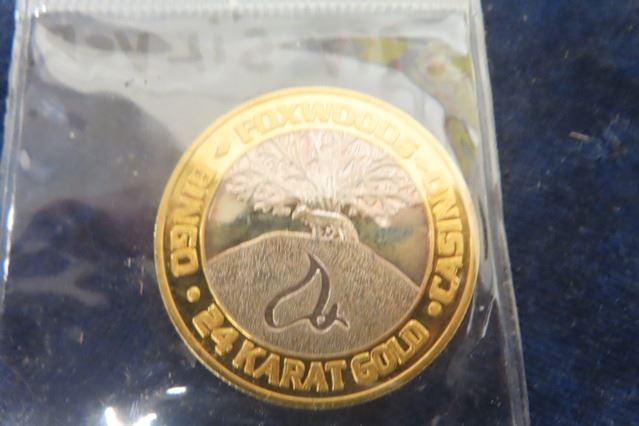 FOXWOODS
CASINO
24 KARAT GOLD
BINGO